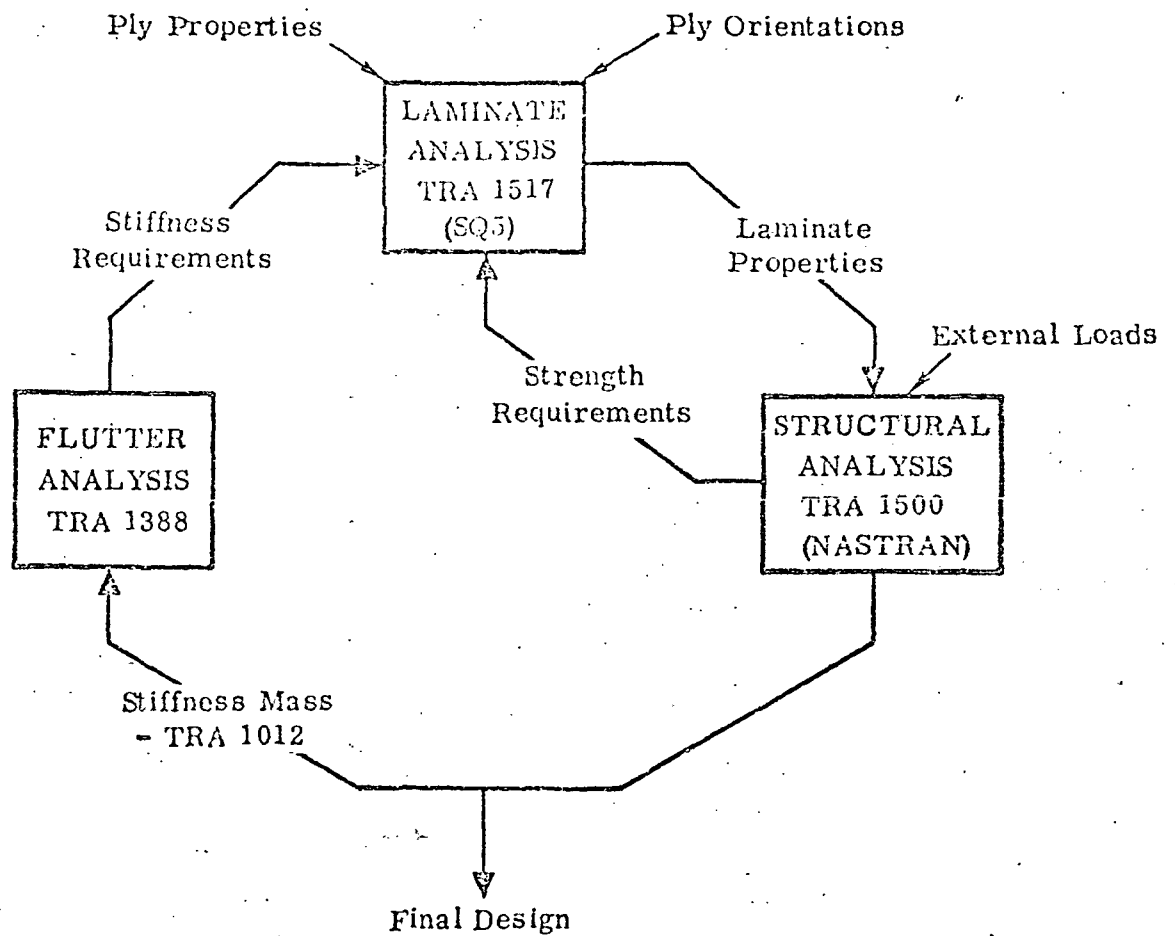 Ply Properties
Ply Orientations
LAMINATE
ANALYSIS
TRA 1517
(SQ5)
Stiffness
Requirements
Laminate
Properties
External Loads
Strength
Requirements
FLUTTER
ANALYSIS
TRA 1388
STRUCTURAL
ANALYSIS
TRA 1500
(NASTRAN)
Stiffness Mass
- TRA 1012
Final Design